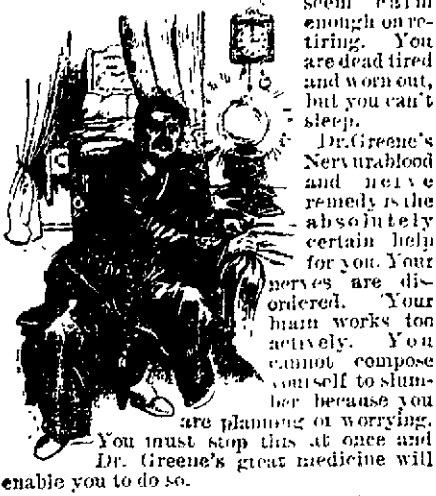 seem calm
enough on re-
tiring. You
are dead tired
and worn out,
but you can't
sleep.
Dr. Greene's
Nervura blood
and nerve
remedy is the
absolutely
certain help
for you. Your
nerves are dis-
ordered. Your
brain works too
actively. You
cannot compose
yourself to slum-
ber because you
are planning or worrying.
You must stop this at once and
Dr. Greene's great medicine will
enable you to do so.